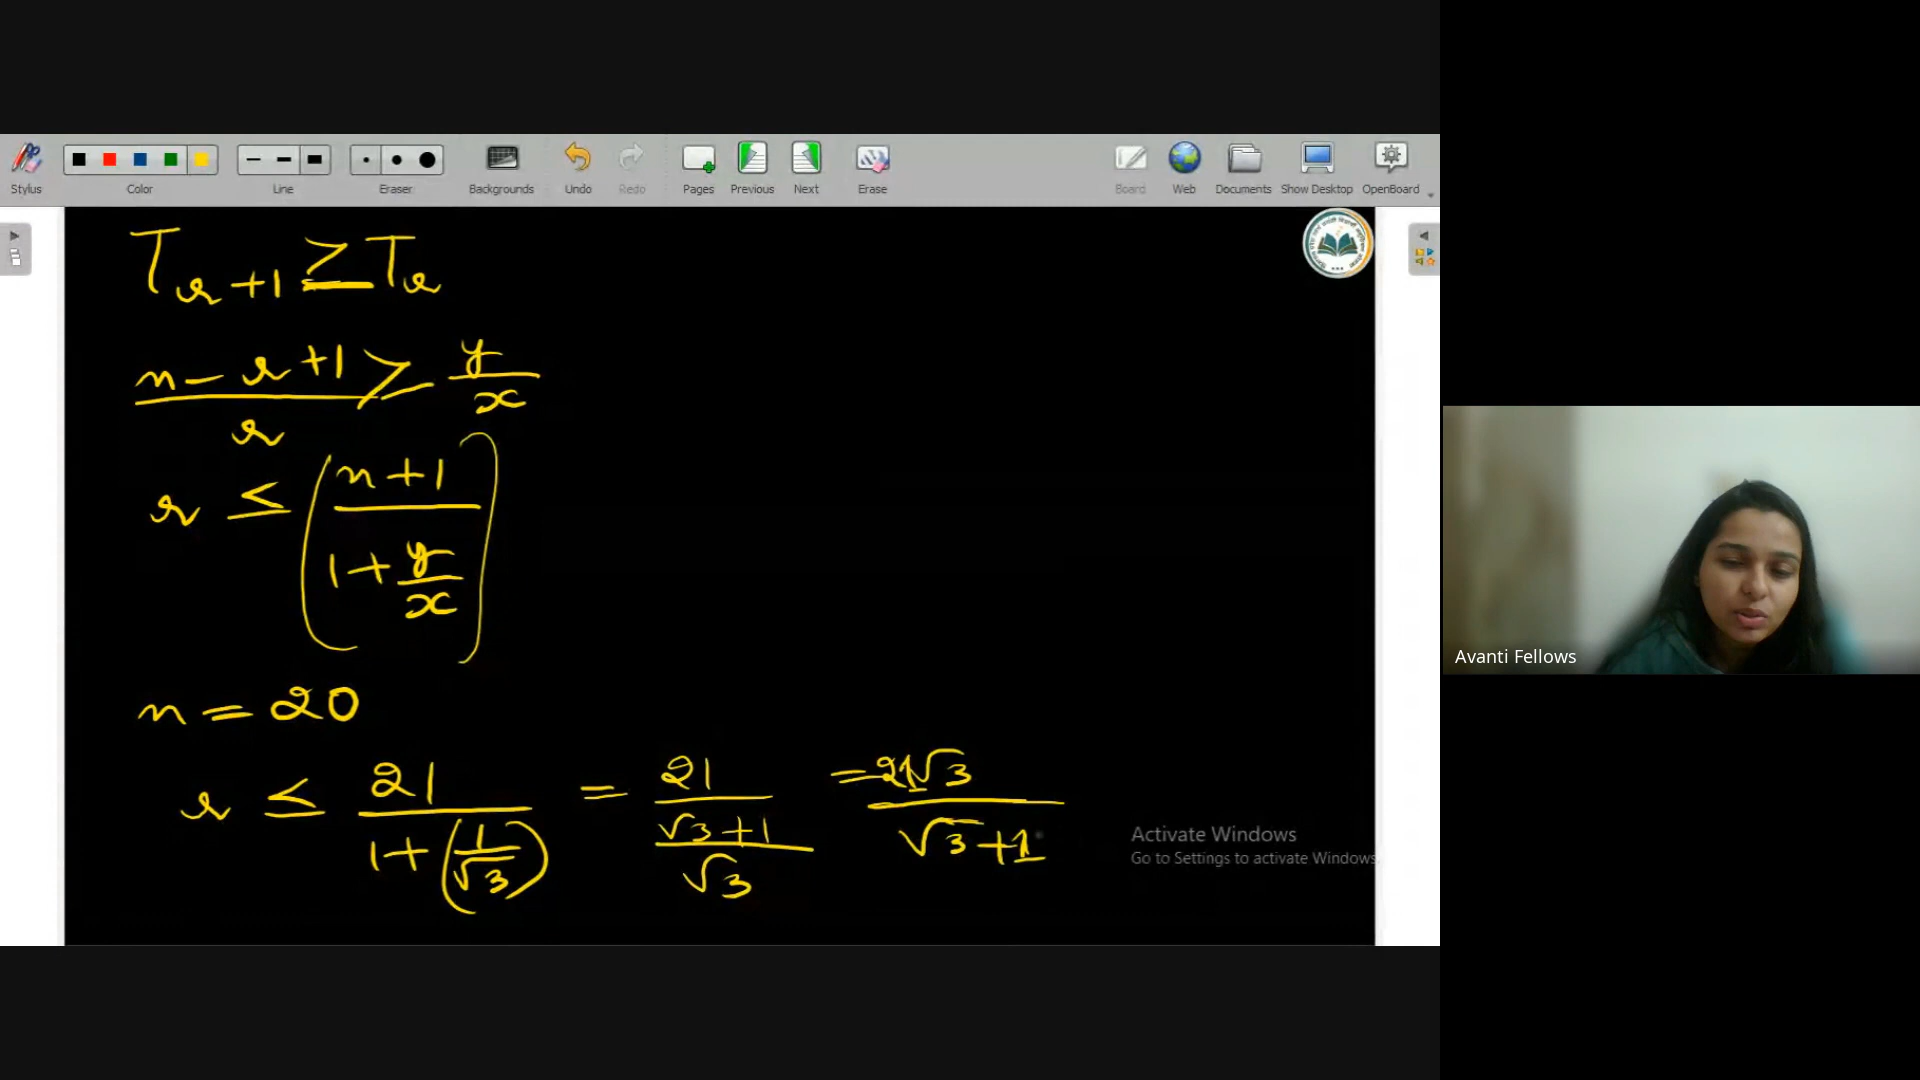 Stylus Color Line Eraser Backgrounds Undo Redo Pages Previous Next Erase Board Web Documents Show Desktop OpenBoard
T_{r+1} ≥ T_r
(n - r + 1)/r ≥ y/x
r ≤ ((n+1)/(1 + y/x))
n = 20
r ≤ 21/(1 + (1/√3)) = 21/((√3+1)/√3) = 21√3/(√3+1)
Activate Windows
Go to Settings to activate Windows.
Avanti Fellows